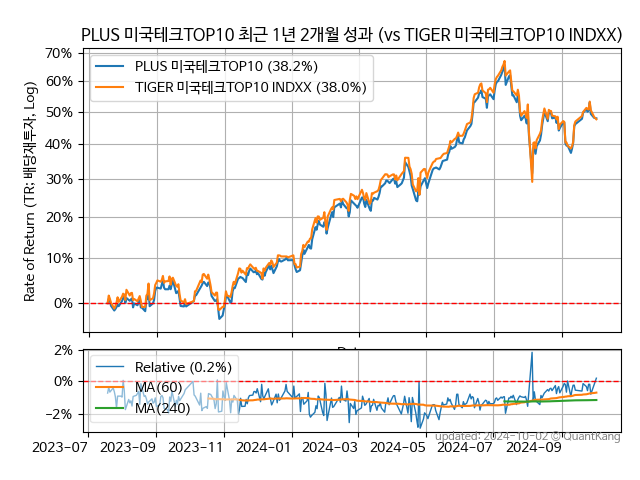 PLUS 미국테크TOP10 최근 1년 2개월 성과 (vs TIGER 미국테크TOP10 INDXX)
70%
60%
50%
40%
30%
20%
10%
0%
Rate of Return (TR: 배당재투자, Log)
PLUS 미국테크TOP10 (38.2%)
TIGER 미국테크TOP10 INDXX (38.0%)
2%
0%
−2%
Relative (0.2%)
MA(60)
MA(240)
updated: 2024-10-02 © QuantKang
2023−07 2023−09 2023−11 2024−01 2024−03 2024−05 2024−07 2024−09